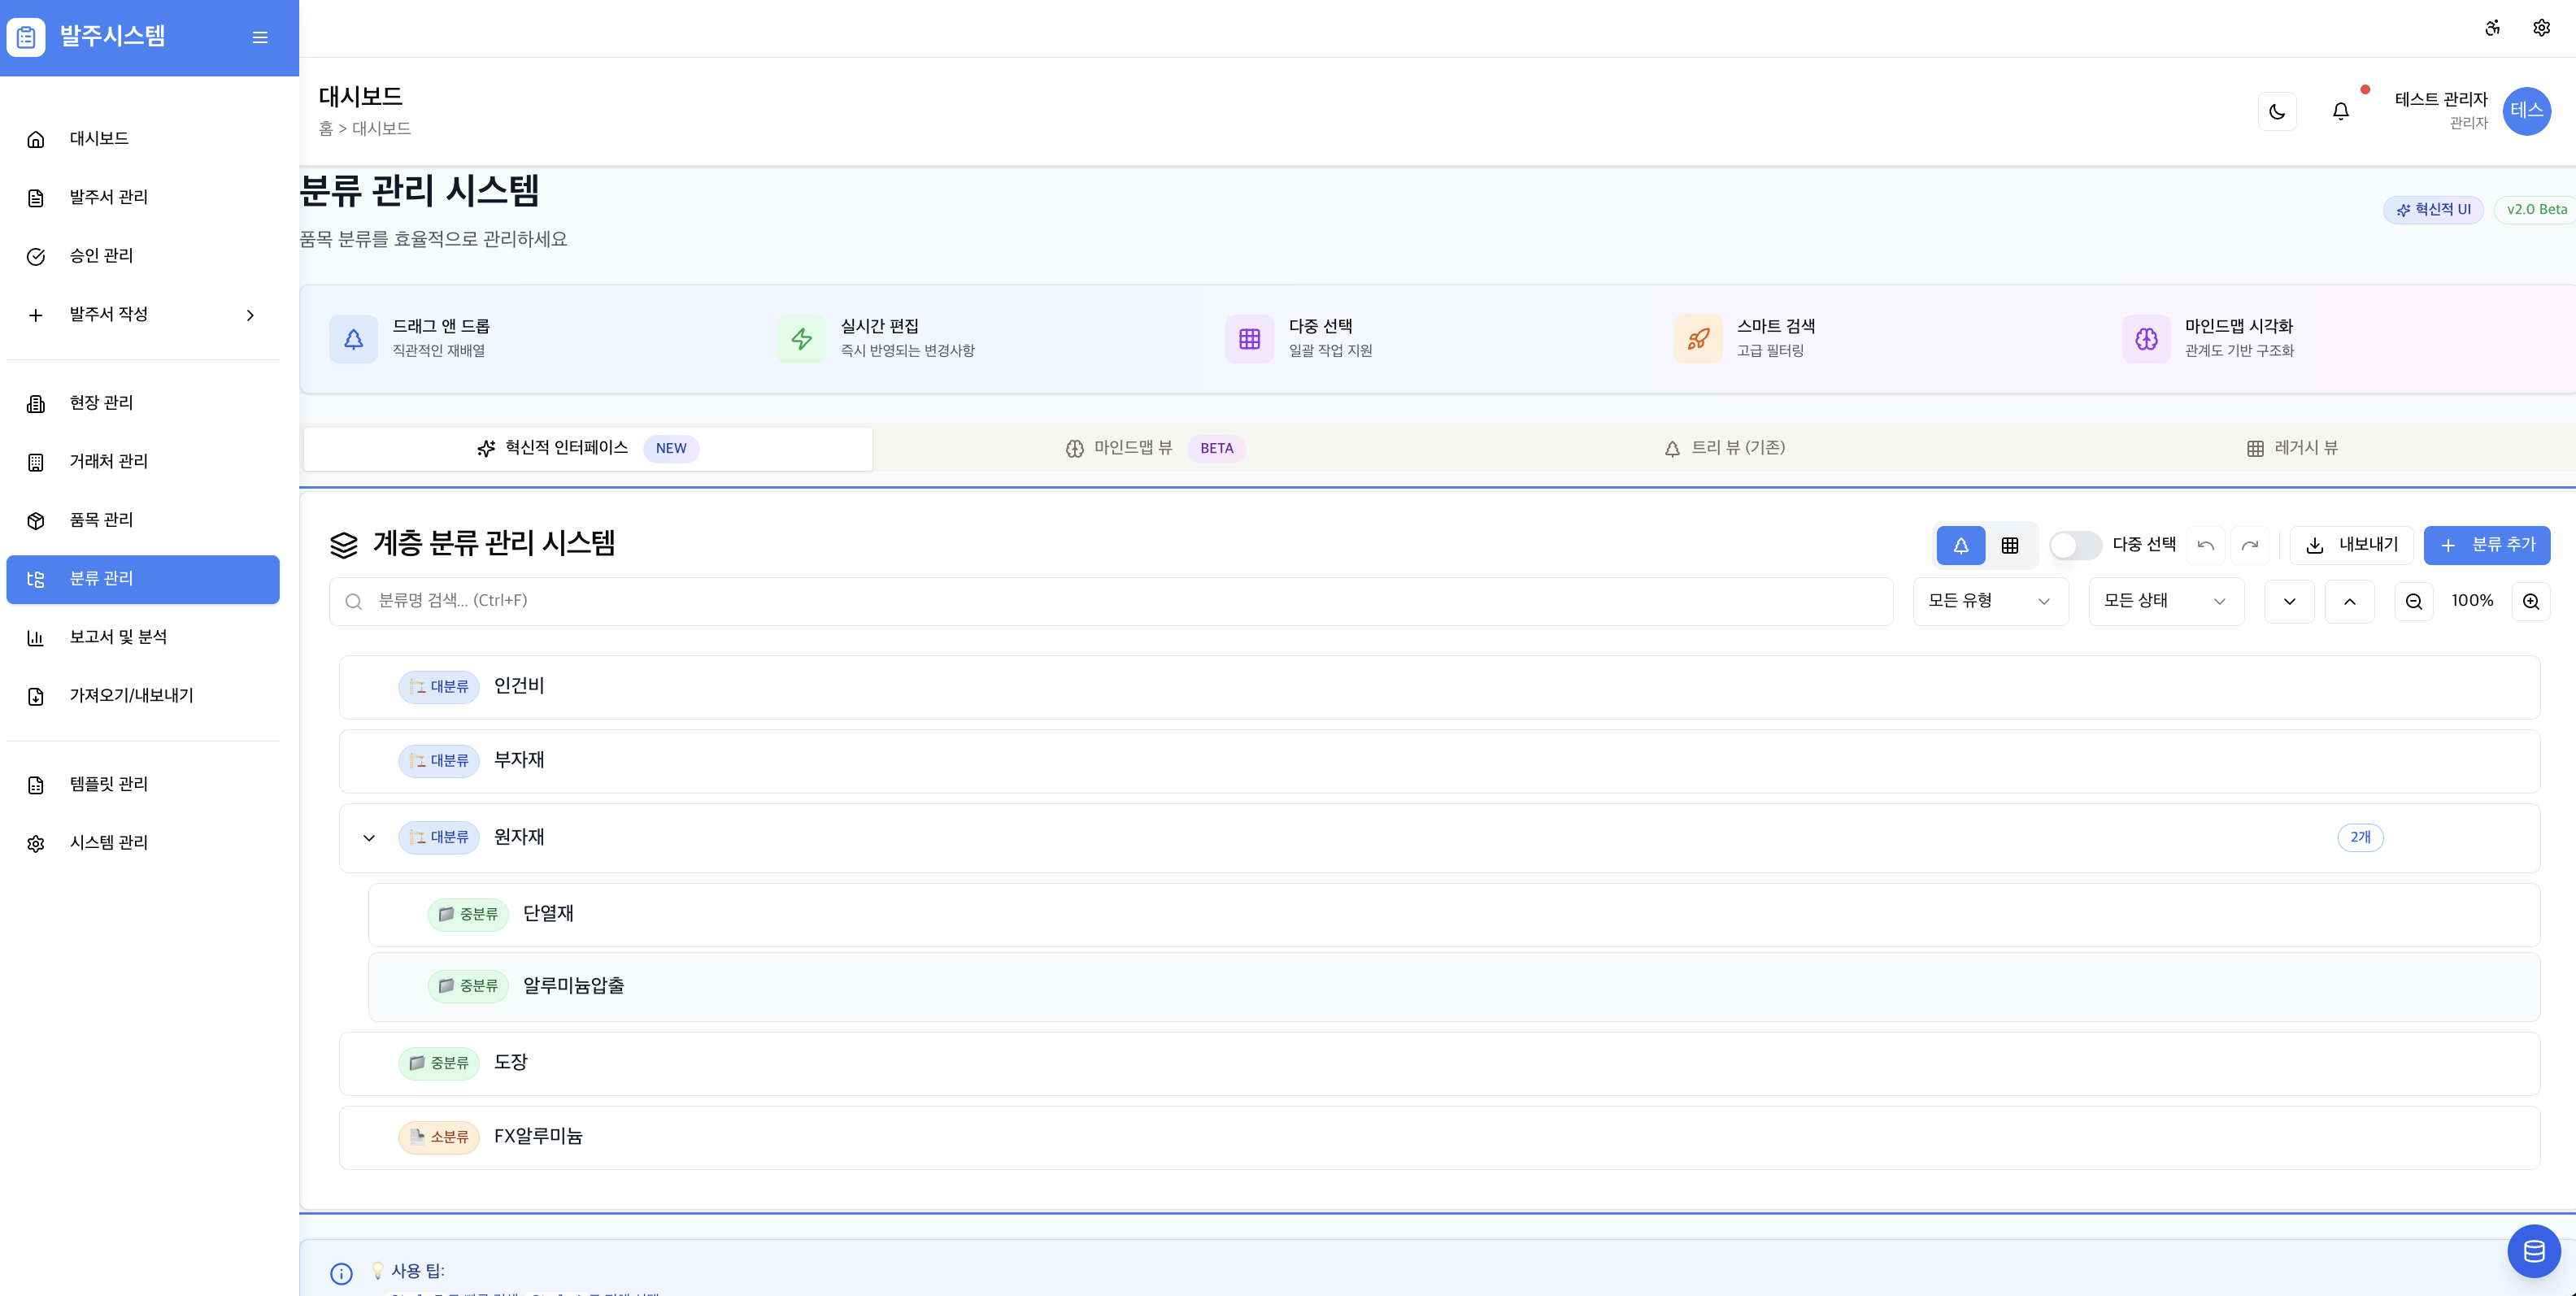 발주시스템
대시보드
발주서 관리
승인 관리
발주서 작성
현장 관리
거래처 관리
품목 관리
분류 관리
보고서 및 분석
가져오기/내보내기
템플릿 관리
시스템 관리
대시보드
홈 > 대시보드
테스트 관리자
관리자
테스
분류 관리 시스템
품목 분류를 효율적으로 관리하세요
혁신적 UI
v2.0 Beta
드래그 앤 드롭
직관적인 재배열
실시간 편집
즉시 반영되는 변경사항
다중 선택
일괄 작업 지원
스마트 검색
고급 필터링
마인드맵 시각화
관계도 기반 구조화
혁신적 인터페이스 NEW
마인드맵 뷰 BETA
트리 뷰 (기존)
레거시 뷰
계층 분류 관리 시스템
다중 선택
내보내기
분류 추가
분류명 검색... (Ctrl+F)
모든 유형
모든 상태
100%
대분류 인건비
대분류 부자재
대분류 원자재
2개
중분류 단열재
중분류 알루미늄압출
중분류 도장
소분류 FX알루미늄
사용 팁: